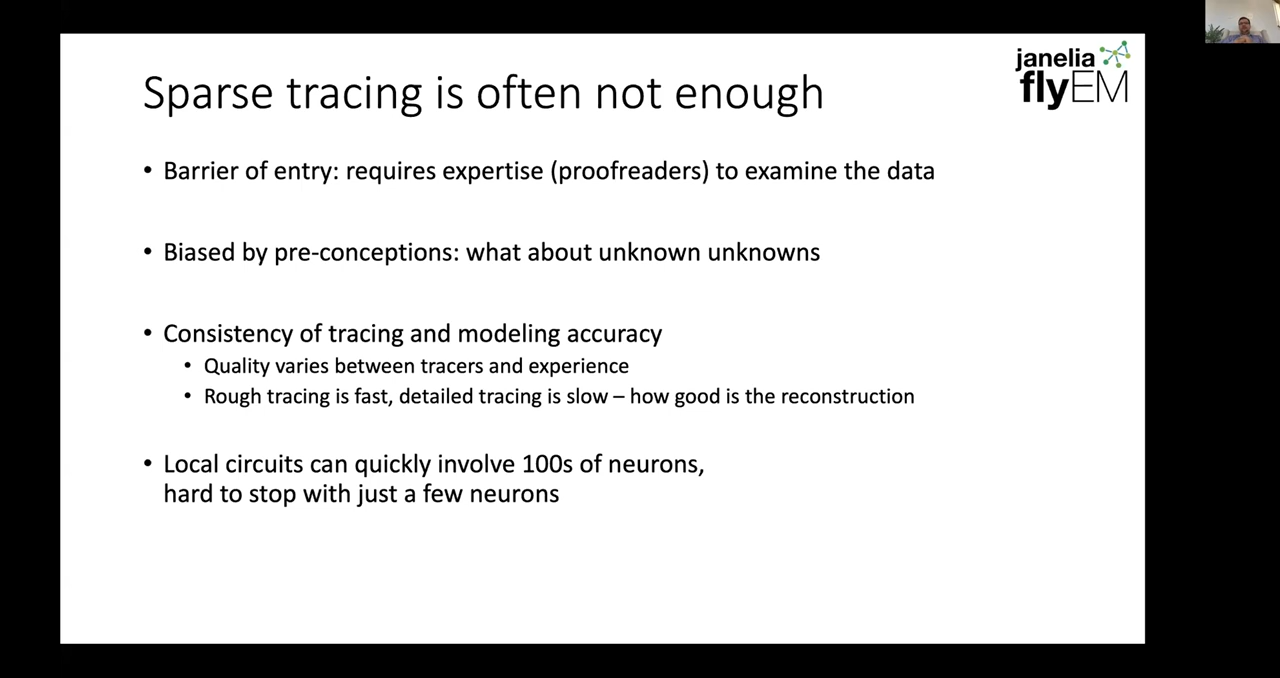 janelia
flyEM
Sparse tracing is often not enough
• Barrier of entry: requires expertise (proofreaders) to examine the data
• Biased by pre-conceptions: what about unknown unknowns
• Consistency of tracing and modeling accuracy
• Quality varies between tracers and experience
• Rough tracing is fast, detailed tracing is slow – how good is the reconstruction
• Local circuits can quickly involve 100s of neurons,
hard to stop with just a few neurons